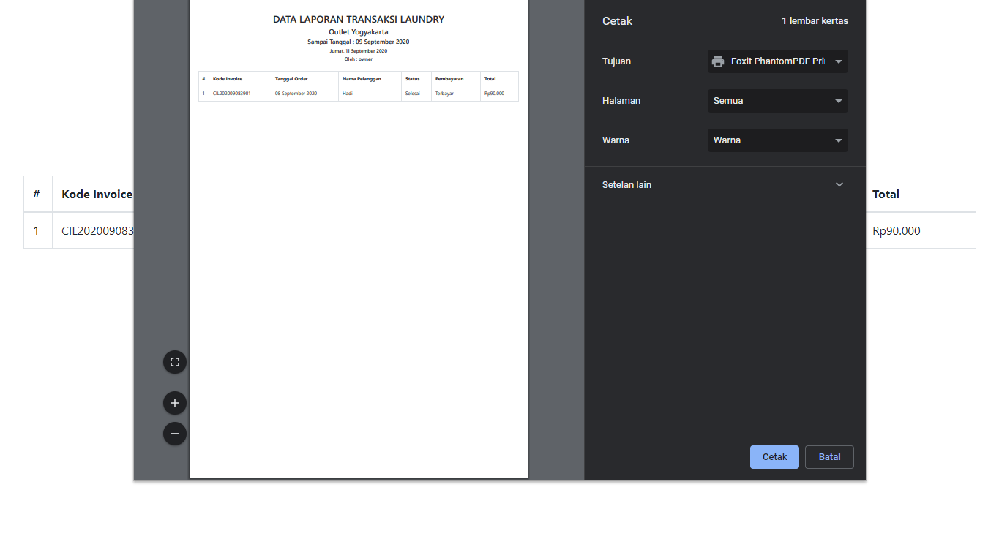 DATA LAPORAN TRANSAKSI LAUNDRY
Outlet Yogyakarta
Sampai Tanggal : 09 September 2020
Jumat, 11 September 2020
Oleh : owner
# Kode Invoice Tanggal Order Nama Pelanggan Status Pembayaran Total
1 CIL202009083901 08 September 2020 Hadi Selesai Terbayar Rp90.000
Cetak 1 lembar kertas
Tujuan Foxit PhantomPDF Pri
Halaman Semua
Warna Warna
Setelan lain
Cetak Batal
# Kode Invoice Total
1 CIL202009083 Rp90.000